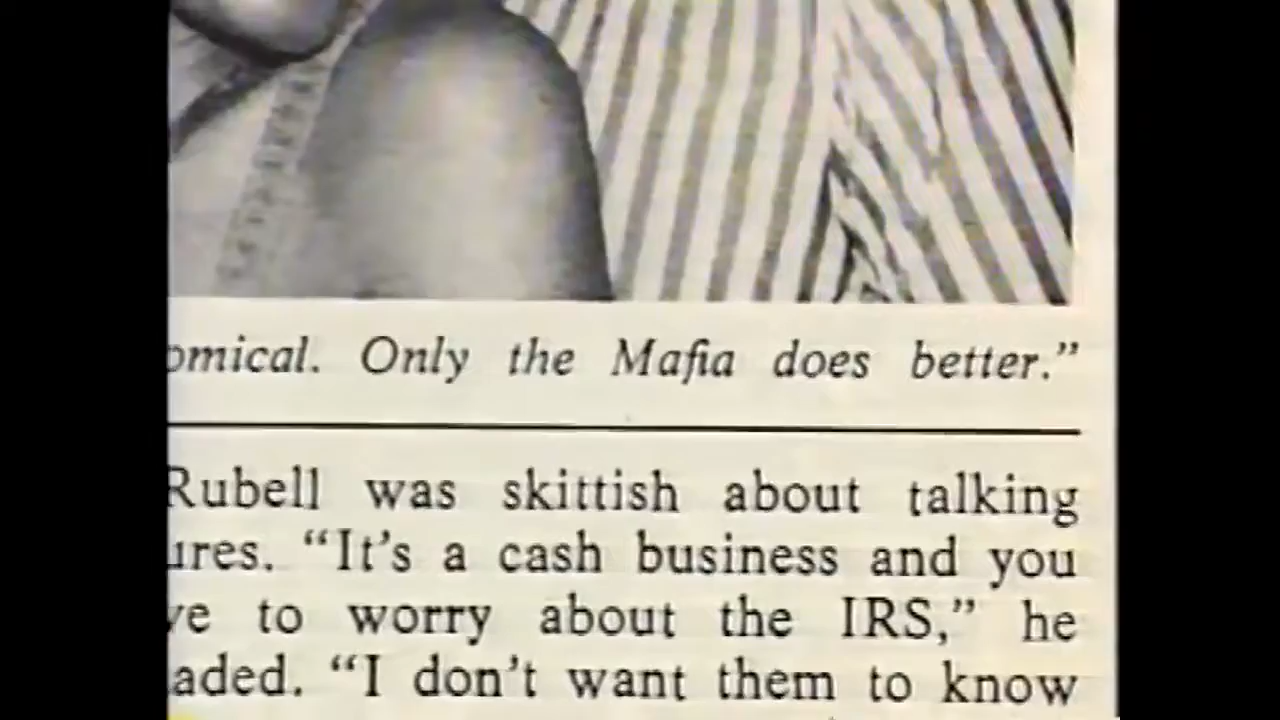 omical. Only the Mafia does better.”
Rubell was skittish about talking
ures. “It’s a cash business and you
ve to worry about the IRS,” he
aded. “I don’t want them to know